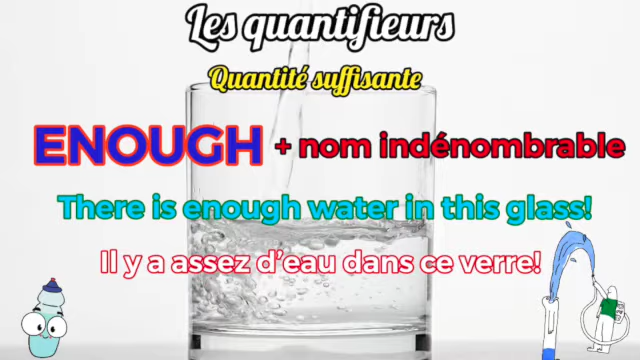 Les quantifieurs
Quantité suffisante
ENOUGH + nom indénombrable
There is enough water in this glass!
Il y a assez d'eau dans ce verre!